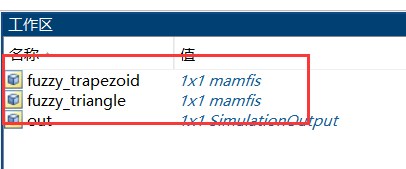 工作区
名称 值
fuzzy_trapezoid 1x1 mamfis
fuzzy_triangle 1x1 mamfis
out 1x1 SimulationOutput